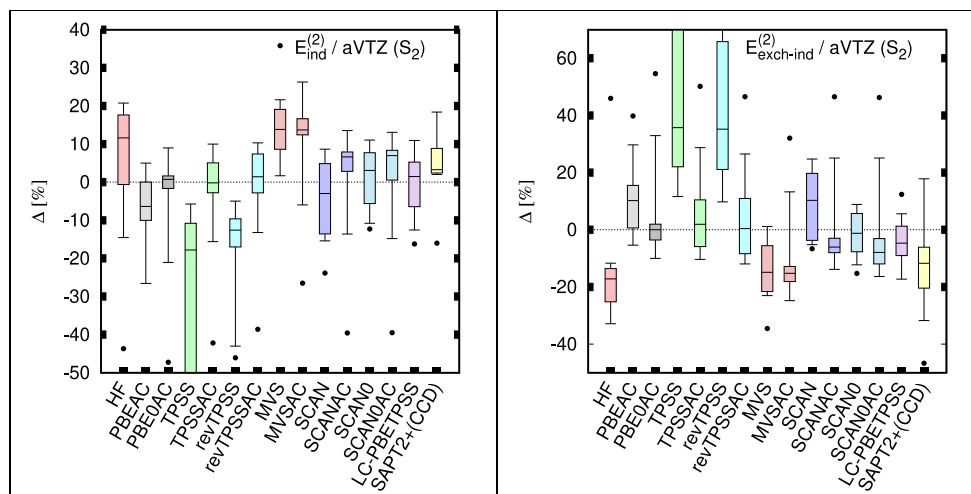 E(2)ind / aVTZ (S2)
Δ [%]
40
30
20
10
0
-10
-20
-30
-40
-50
HF
PBEAC
PBE0AC
TPSS
TPSSAC
revTPSS
revTPSSAC
MVS
MVSAC
SCAN
SCANAC
SCAN0
SCAN0AC
LC-PBETPSS
SAPT2+(CCD)
E(2)exch-ind / aVTZ (S2)
Δ [%]
60
40
20
0
-20
-40
HF
PBEAC
PBE0AC
TPSS
TPSSAC
revTPSS
revTPSSAC
MVS
MVSAC
SCAN
SCANAC
SCAN0
SCAN0AC
LC-PBETPSS
SAPT2+(CCD)